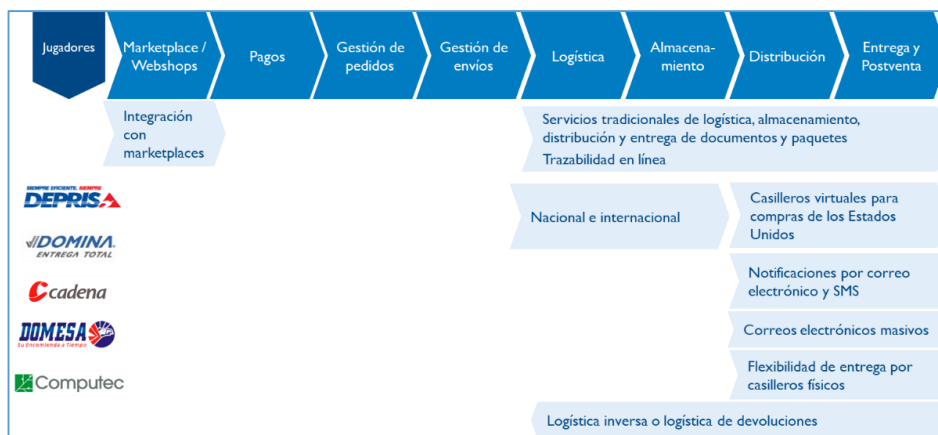 Jugadores
Marketplace /
Webshops
Pagos
Gestión de
pedidos
Gestión de
envíos
Logística
Almacena-
miento
Distribución
Entrega y
Postventa
Integración
con
marketplaces
Servicios tradicionales de logística, almacenamiento,
distribución y entrega de documentos y paquetes
Trazabilidad en línea
SIEMPRE EFICIENTE, SIEMPRE
DEPRISA
Nacional e internacional
Casilleros virtuales para
compras de los Estados
Unidos
DOMINA
ENTREGA TOTAL
Notificaciones por correo
electrónico y SMS
cadena
DOMESA
Su Encomienda a Tiempo
Correos electrónicos masivos
Computec
Flexibilidad de entrega por
casilleros físicos
Logística inversa o logística de devoluciones